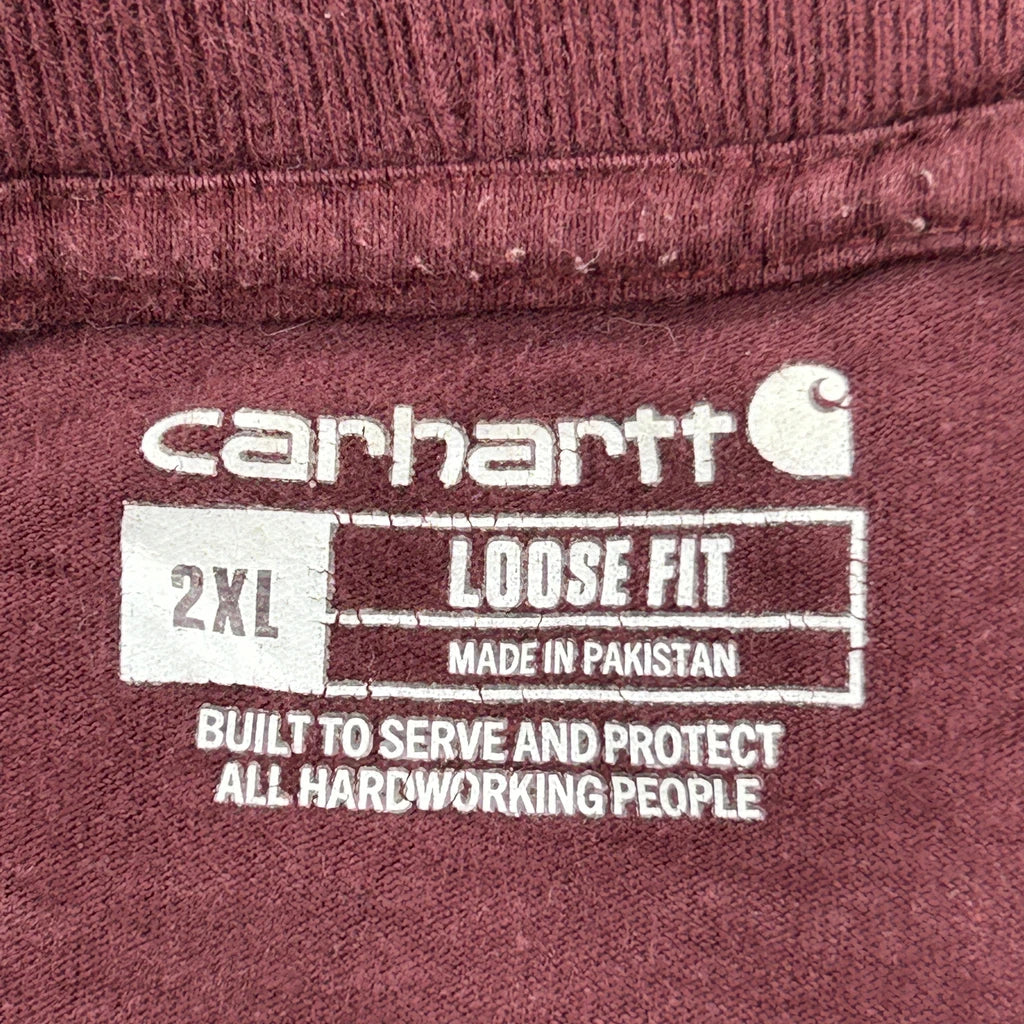 carhartt
2XL
LOOSE FIT
MADE IN PAKISTAN
BUILT TO SERVE AND PROTECT
ALL HARDWORKING PEOPLE